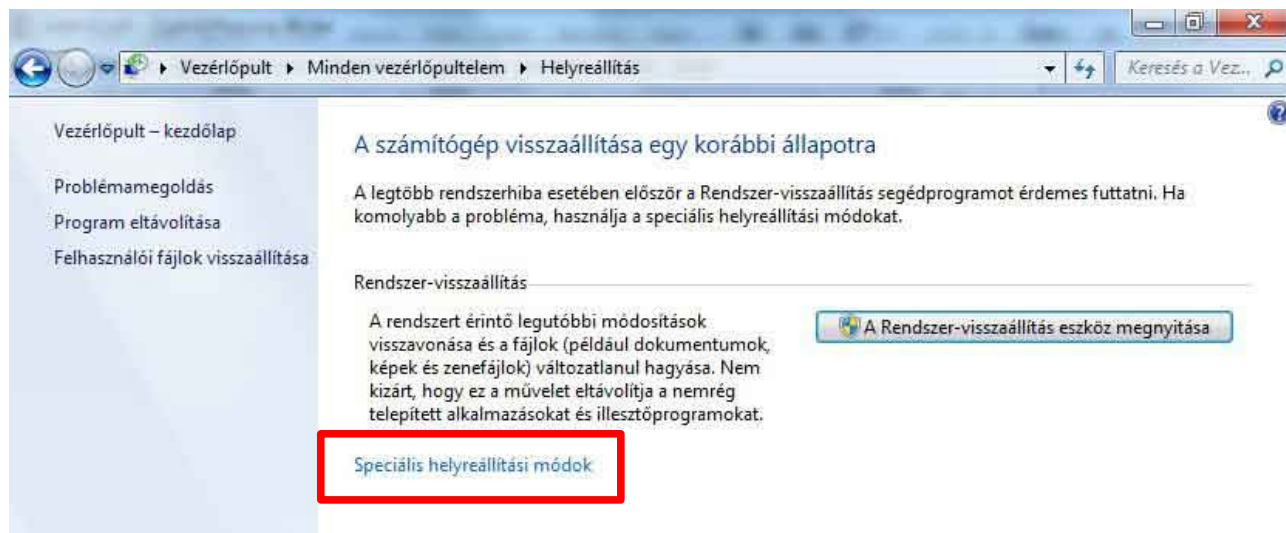 Vezérlőpult ▸ Minden vezérlőpultelem ▸ Helyreállítás
Keresés a Vez...
Vezérlőpult – kezdőlap
Problémamegoldás
Program eltávolítása
Felhasználói fájlok visszaállítása
A számítógép visszaállítása egy korábbi állapotra
A legtöbb rendszerhiba esetében először a Rendszer-visszaállítás segédprogramot érdemes futtatni. Ha
komolyabb a probléma, használja a speciális helyreállítási módokat.
Rendszer-visszaállítás
A rendszert érintő legutóbbi módosítások
visszavonása és a fájlok (például dokumentumok,
képek és zenefájlok) változatlanul hagyása. Nem
kizárt, hogy ez a művelet eltávolítja a nemrég
telepített alkalmazásokat és illesztőprogramokat.
A Rendszer-visszaállítás eszköz megnyitása
Speciális helyreállítási módok